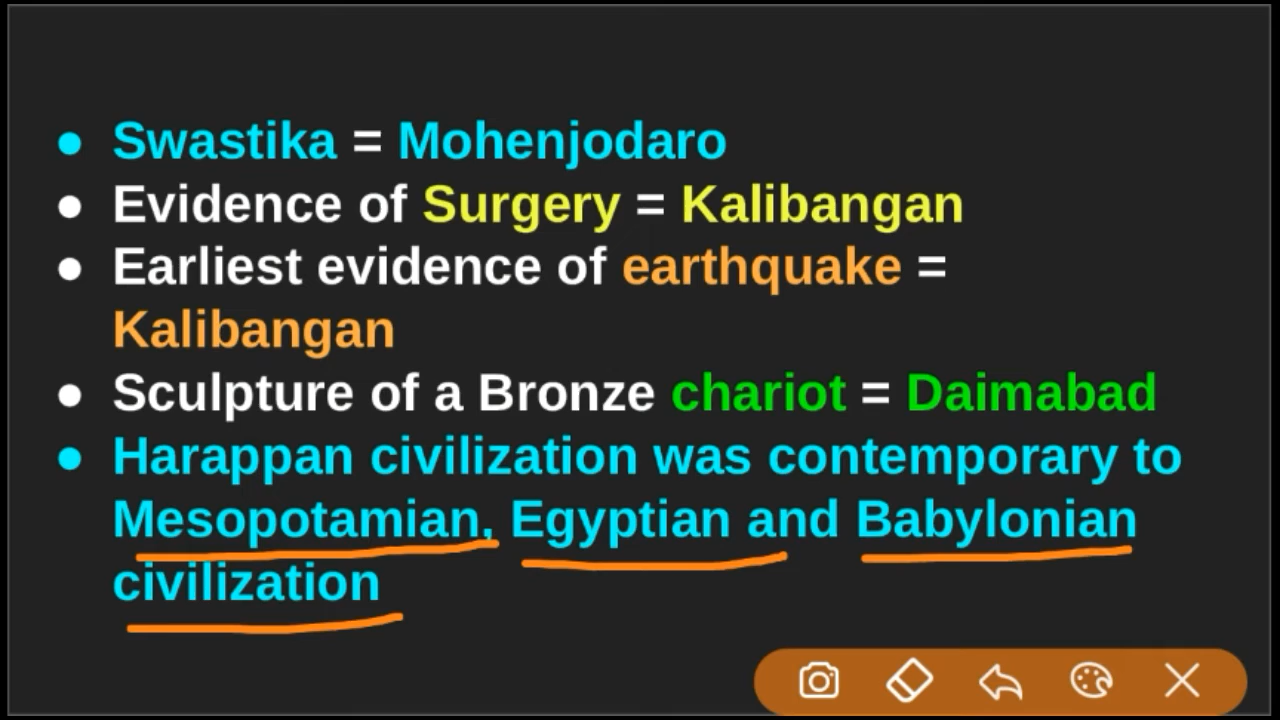 • Swastika = Mohenjodaro
• Evidence of Surgery = Kalibangan
• Earliest evidence of earthquake =
Kalibangan
• Sculpture of a Bronze chariot = Daimabad
• Harappan civilization was contemporary to
Mesopotamian, Egyptian and Babylonian
civilization